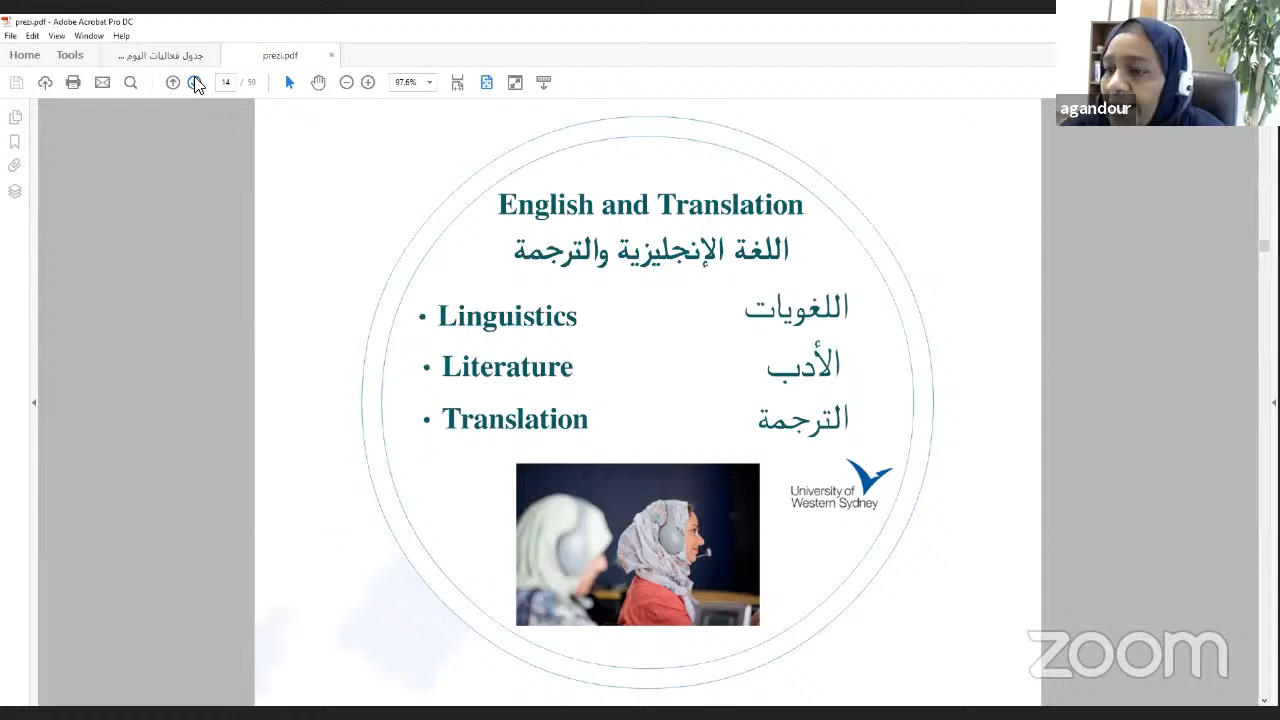 prezi.pdf - Adobe Acrobat Pro DC
File Edit View Window Help
Home Tools جدول فعاليات اليوم ... prezi.pdf ×
14 / 59 97.6%
agandour
English and Translation
اللغة الإنجليزية والترجمة
• Linguistics اللغويات
• Literature الأدب
• Translation الترجمة
University of
Western Sydney
zoom